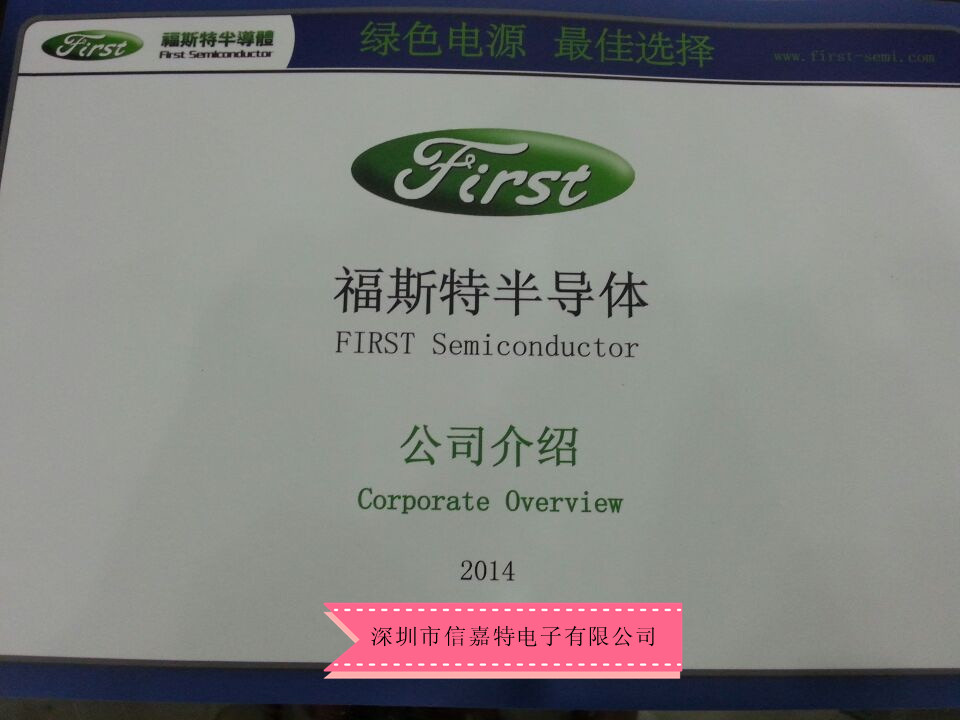 First 福斯特半導體 First Semiconductor
绿色电源 最佳选择
www.first-semi.com
First
福斯特半导体
FIRST Semiconductor
公司介绍
Corporate Overview
2014
深圳市信嘉特电子有限公司